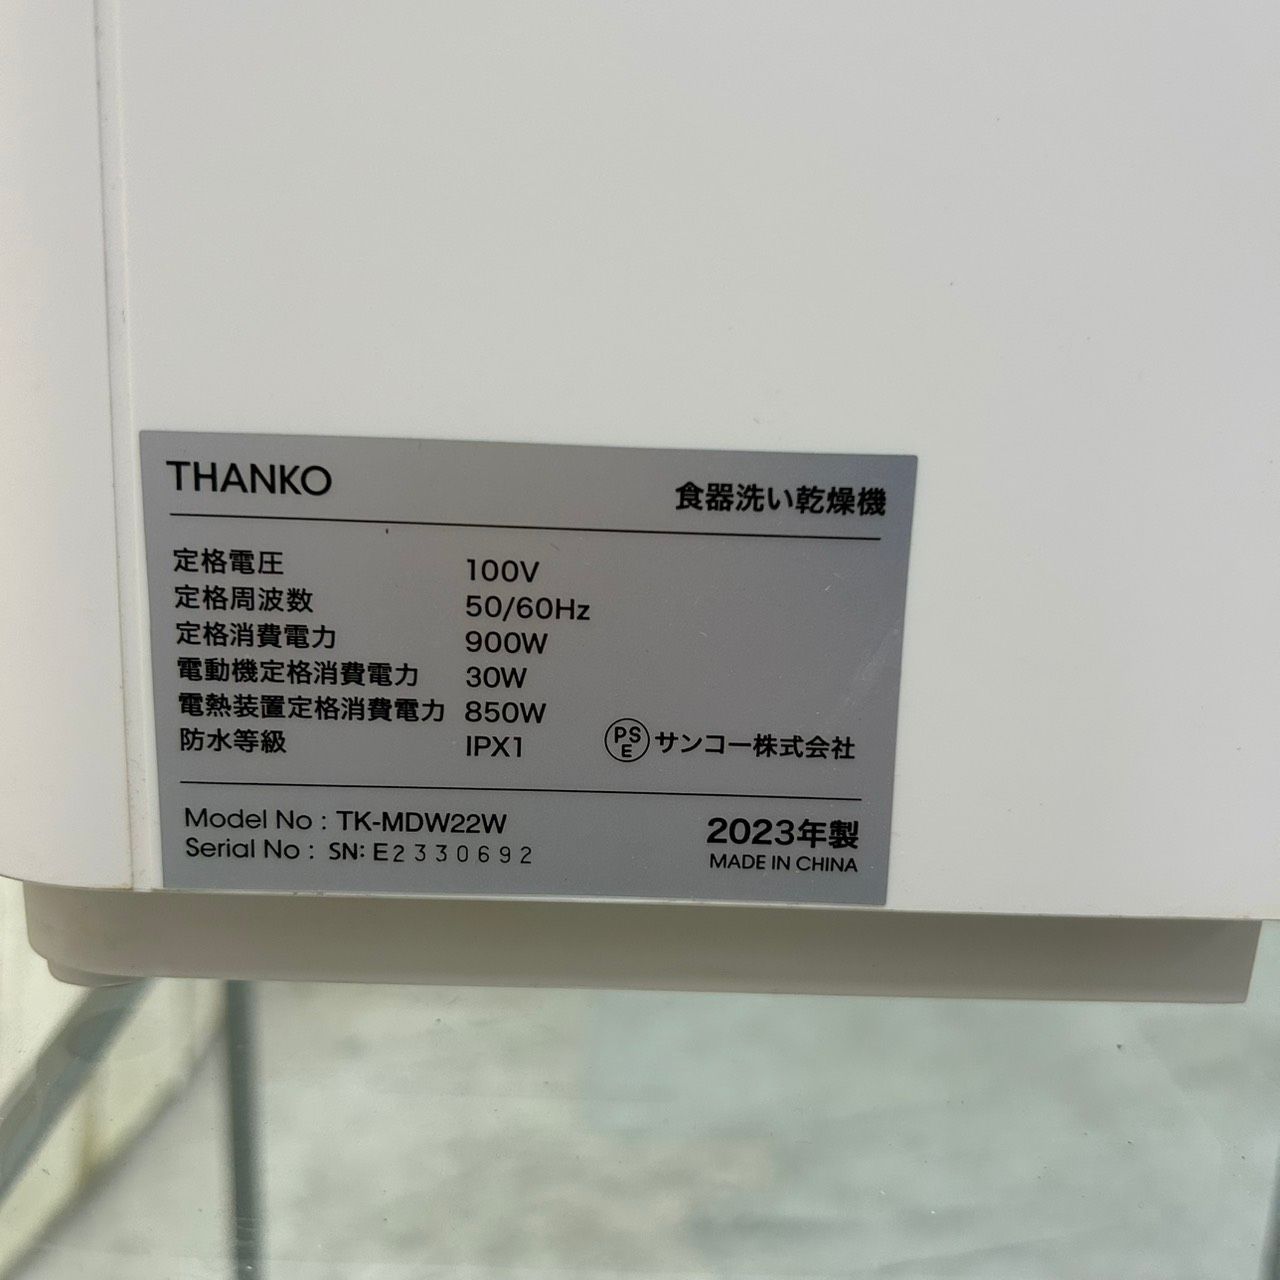 THANKO
食器洗い乾燥機
定格電圧 100V
定格周波数 50/60Hz
定格消費電力 900W
電動機定格消費電力 30W
電熱装置定格消費電力 850W
防水等級 IPX1
PSE サンコー株式会社
Model No : TK-MDW22W
Serial No : SN: E2330692
2023年製
MADE IN CHINA